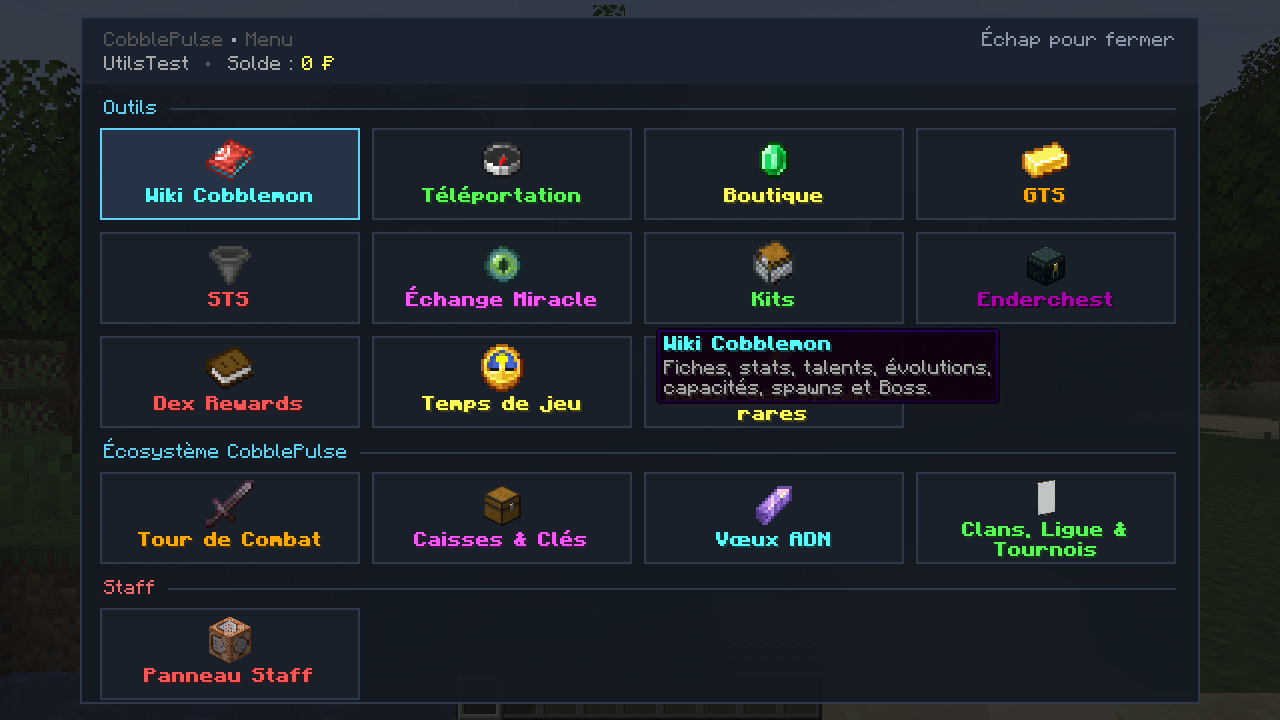 CobblePulse • Menu
Échap pour fermer
UtilsTest • Solde : 0 ₽
Outils
Wiki Cobblemon
Téléportation
Boutique
GTS
STS
Échange Miracle
Kits
Enderchest
Wiki Cobblemon
Fiches, stats, talents, évolutions,
capacités, spawns et Boss.
Dex Rewards
Temps de jeu
rares
Écosystème CobblePulse
Tour de Combat
Caisses & Clés
Vœux ADN
Clans, Ligue &
Tournois
Staff
Panneau Staff